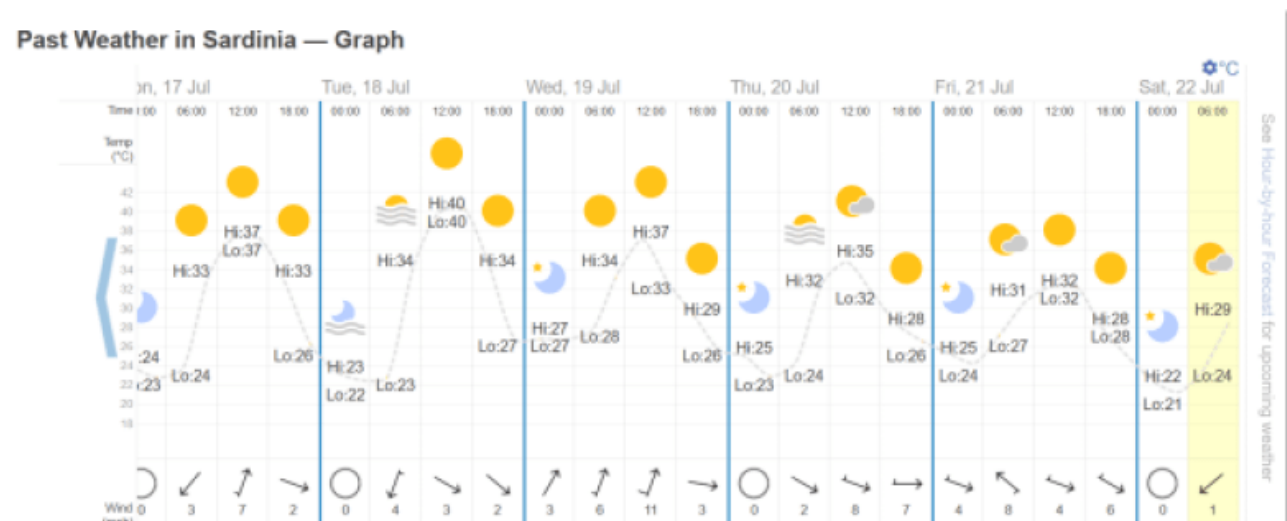 Past Weather in Sardinia — Graph
°C
on, 17 Jul Tue, 18 Jul Wed, 19 Jul Thu, 20 Jul Fri, 21 Jul Sat, 22 Jul
Time :00 06:00 12:00 18:00 00:00 06:00 12:00 18:00 00:00 06:00 12:00 18:00 00:00 06:00 12:00 18:00 00:00 06:00 12:00 18:00 00:00 06:00
Temp
(°C)
42
40
38
36
34
32
30
28
26
24
22
20
18
:24 Hi:33 Hi:37 Hi:33 Hi:23 Hi:34 Hi:40 Hi:34 Hi:27 Hi:34 Hi:37 Hi:29 Hi:25 Hi:32 Hi:35 Hi:28 Hi:25 Hi:31 Hi:32 Hi:28 Hi:22 Hi:29
:23 Lo:24 Lo:37 Lo:26 Lo:22 Lo:23 Lo:40 Lo:27 Lo:27 Lo:28 Lo:33 Lo:26 Lo:23 Lo:24 Lo:32 Lo:26 Lo:24 Lo:27 Lo:32 Lo:28 Lo:21 Lo:24
Wind 0 3 7 2 0 4 3 2 3 6 11 3 0 2 8 7 4 8 4 6 0 1
(mph)
See Hour-by-hour Forecast for upcoming weather